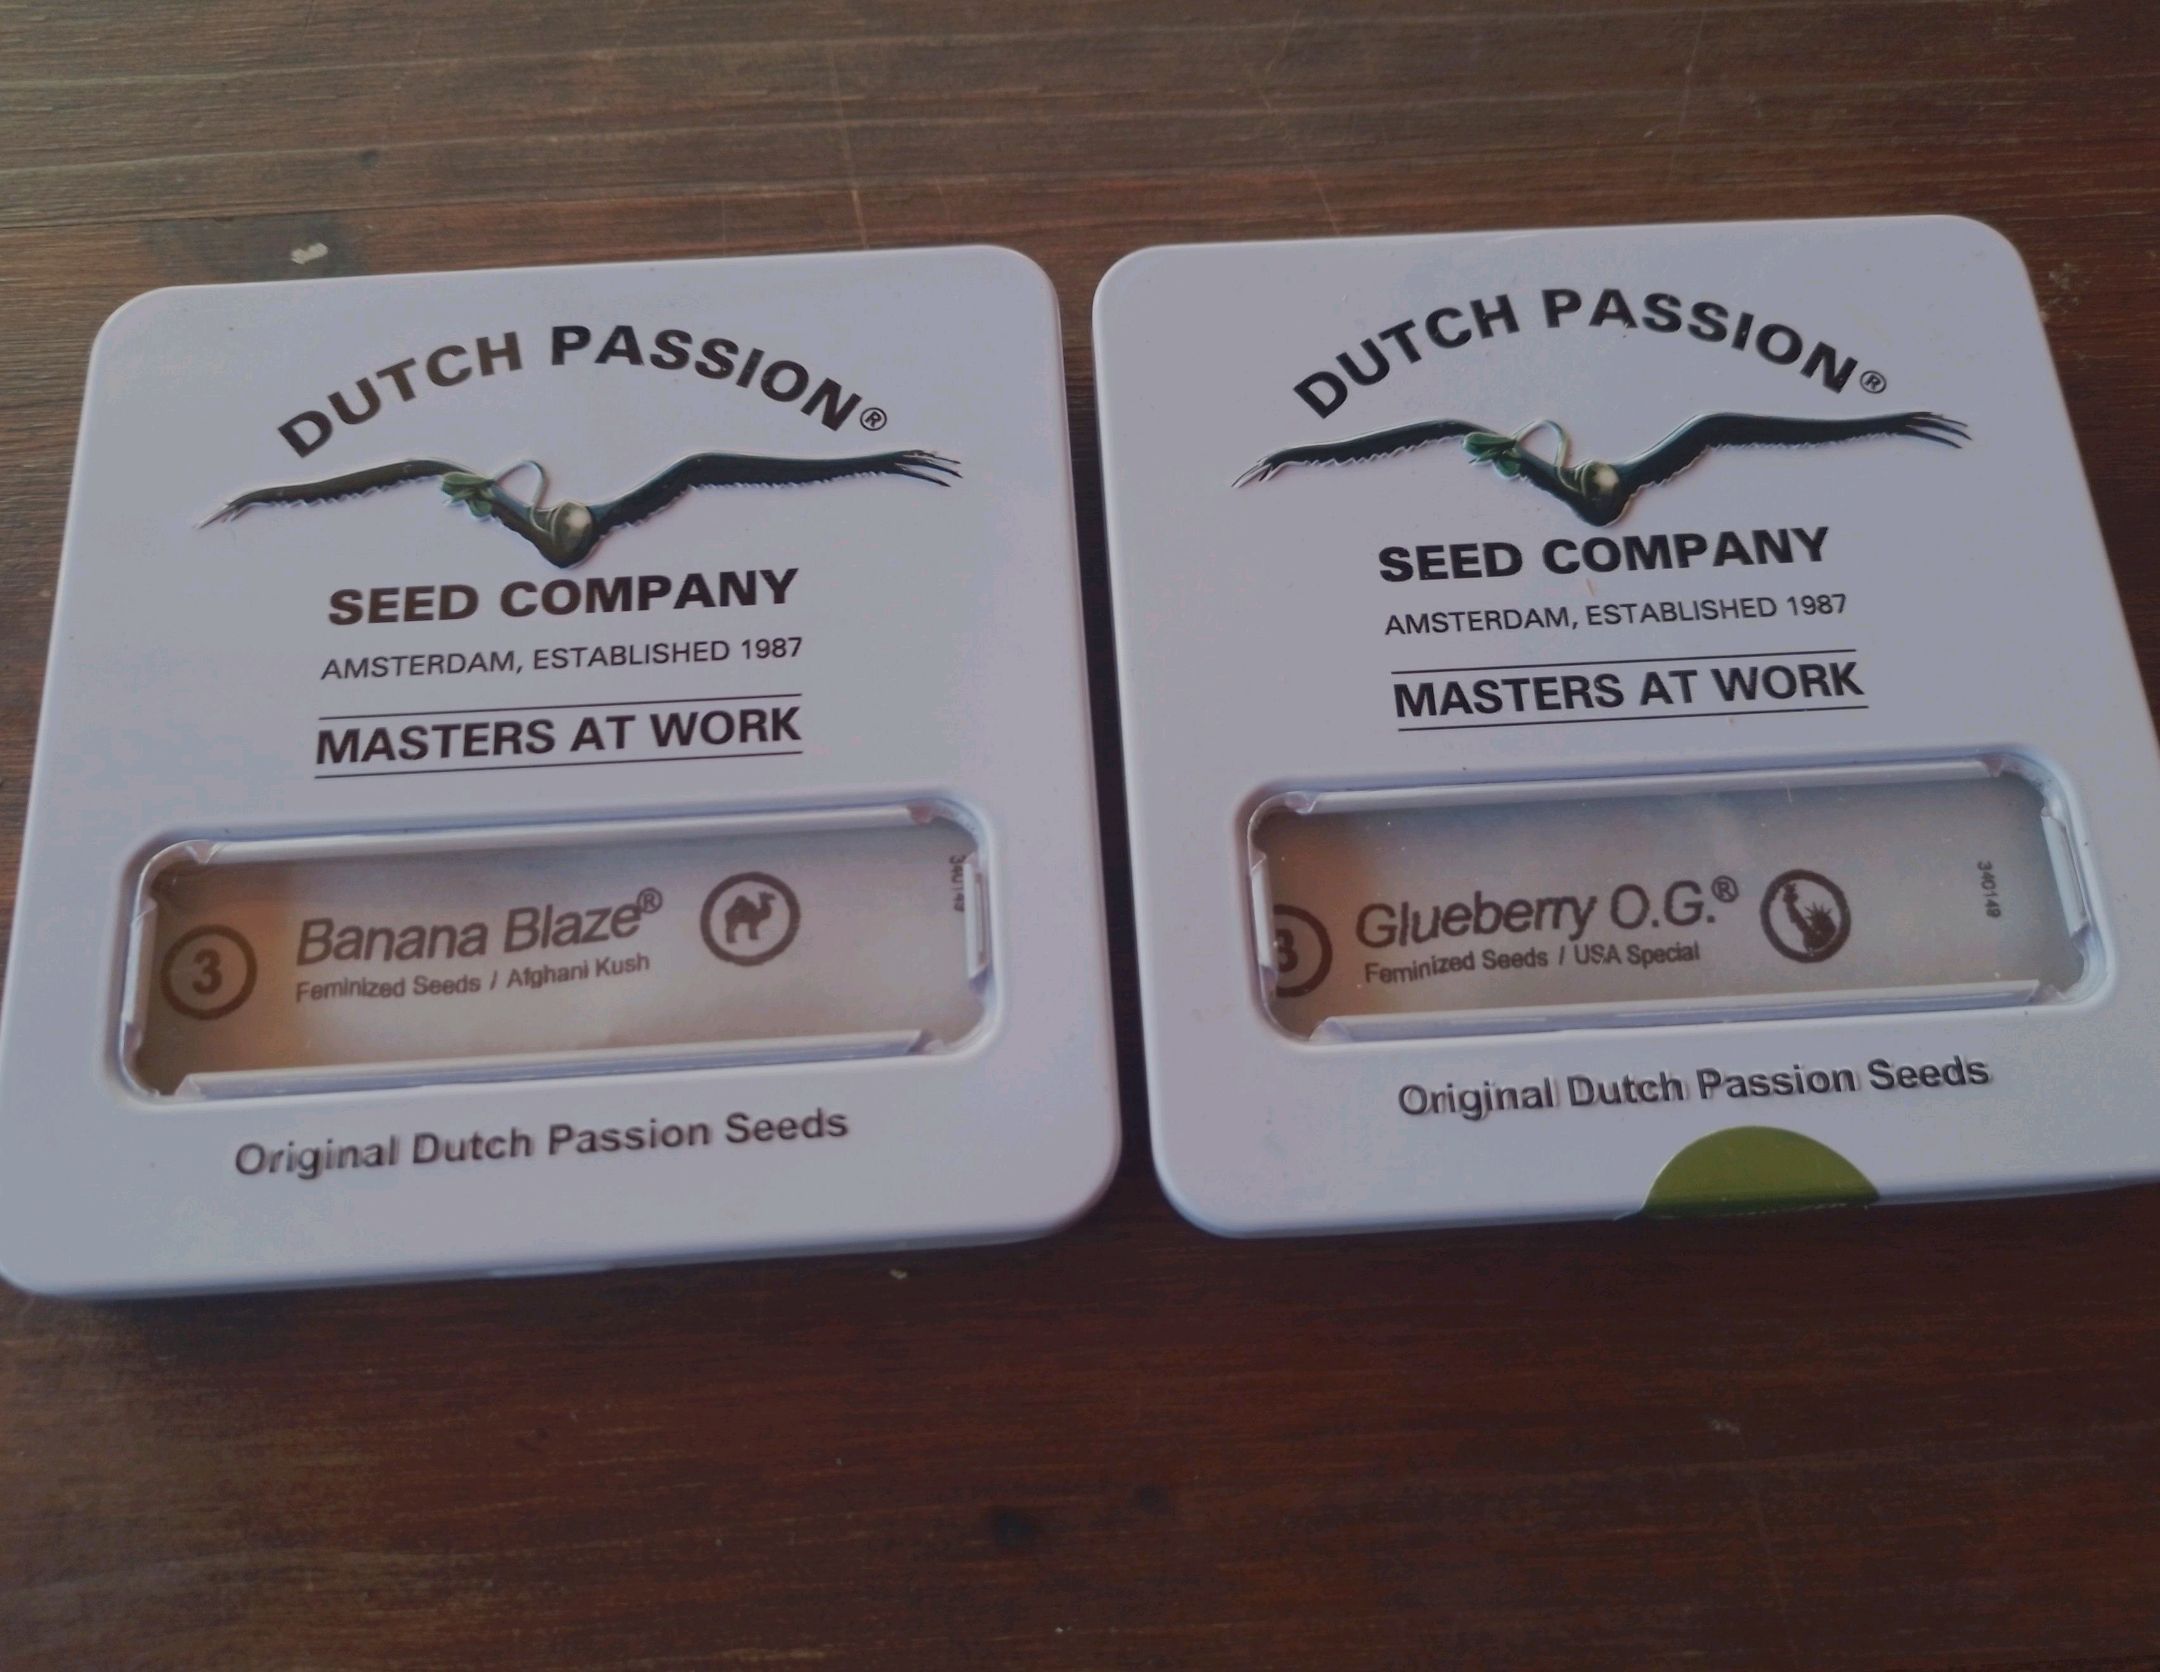 DUTCH PASSION®
SEED COMPANY
AMSTERDAM, ESTABLISHED 1987
MASTERS AT WORK
3
Banana Blaze®
Feminized Seeds / Afghani Kush
340149
Original Dutch Passion Seeds
DUTCH PASSION®
SEED COMPANY
AMSTERDAM, ESTABLISHED 1987
MASTERS AT WORK
3
Glueberry O.G.®
Feminized Seeds / USA Special
340149
Original Dutch Passion Seeds